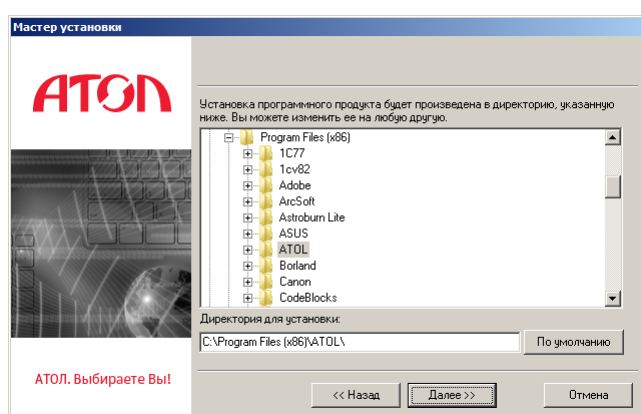 Мастер установки
АТОЛ
Установка программного продукта будет произведена в директорию, указанную
ниже. Вы можете изменить ее на любую другую.
Program Files (x86)
1C77
1cv82
Adobe
ArcSoft
Astroburn Lite
ASUS
ATOL
Borland
Canon
CodeBlocks
Директория для установки:
C:\Program Files (x86)\ATOL\
По умолчанию
АТОЛ. Выбираете Вы!
<< Назад
Далее >>
Отмена